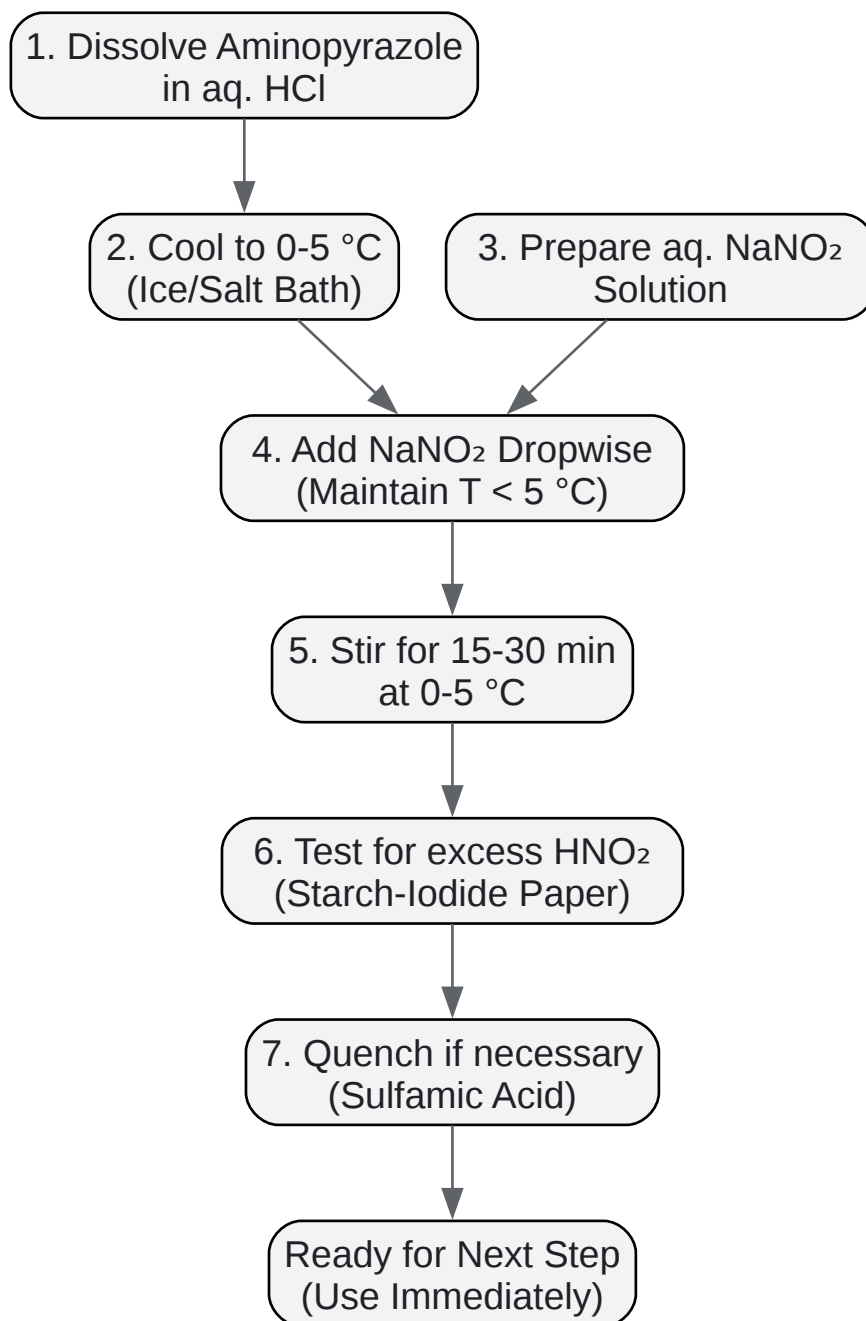 1. Dissolve Aminopyrazole
in aq. HCl
2. Cool to 0-5 °C
(Ice/Salt Bath)
3. Prepare aq. NaNO₂
Solution
4. Add NaNO₂ Dropwise
(Maintain T < 5 °C)
5. Stir for 15-30 min
at 0-5 °C
6. Test for excess HNO₂
(Starch-Iodide Paper)
7. Quench if necessary
(Sulfamic Acid)
Ready for Next Step
(Use Immediately)